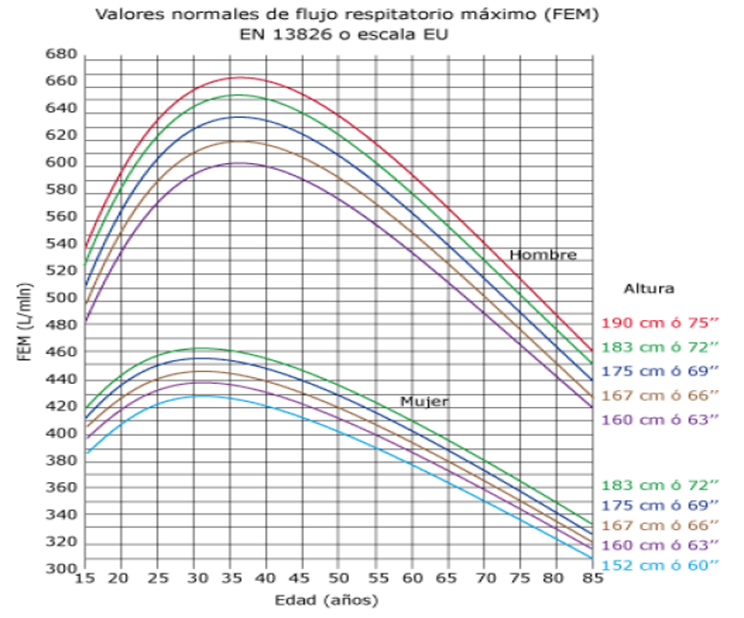 Valores normales de flujo respitatorio máximo (FEM)
EN 13826 o escala EU
680
660
640
620
600
580
560
540
520
500
480
460
440
420
400
380
360
340
320
300
FEM (L/mln)
15 20 25 30 35 40 45 50 55 60 65 70 75 80 85
Edad (años)
Hombre
Mujer
Altura
190 cm ó 75”
183 cm ó 72”
175 cm ó 69”
167 cm ó 66”
160 cm ó 63”
183 cm ó 72”
175 cm ó 69”
167 cm ó 66”
160 cm ó 63”
152 cm ó 60”